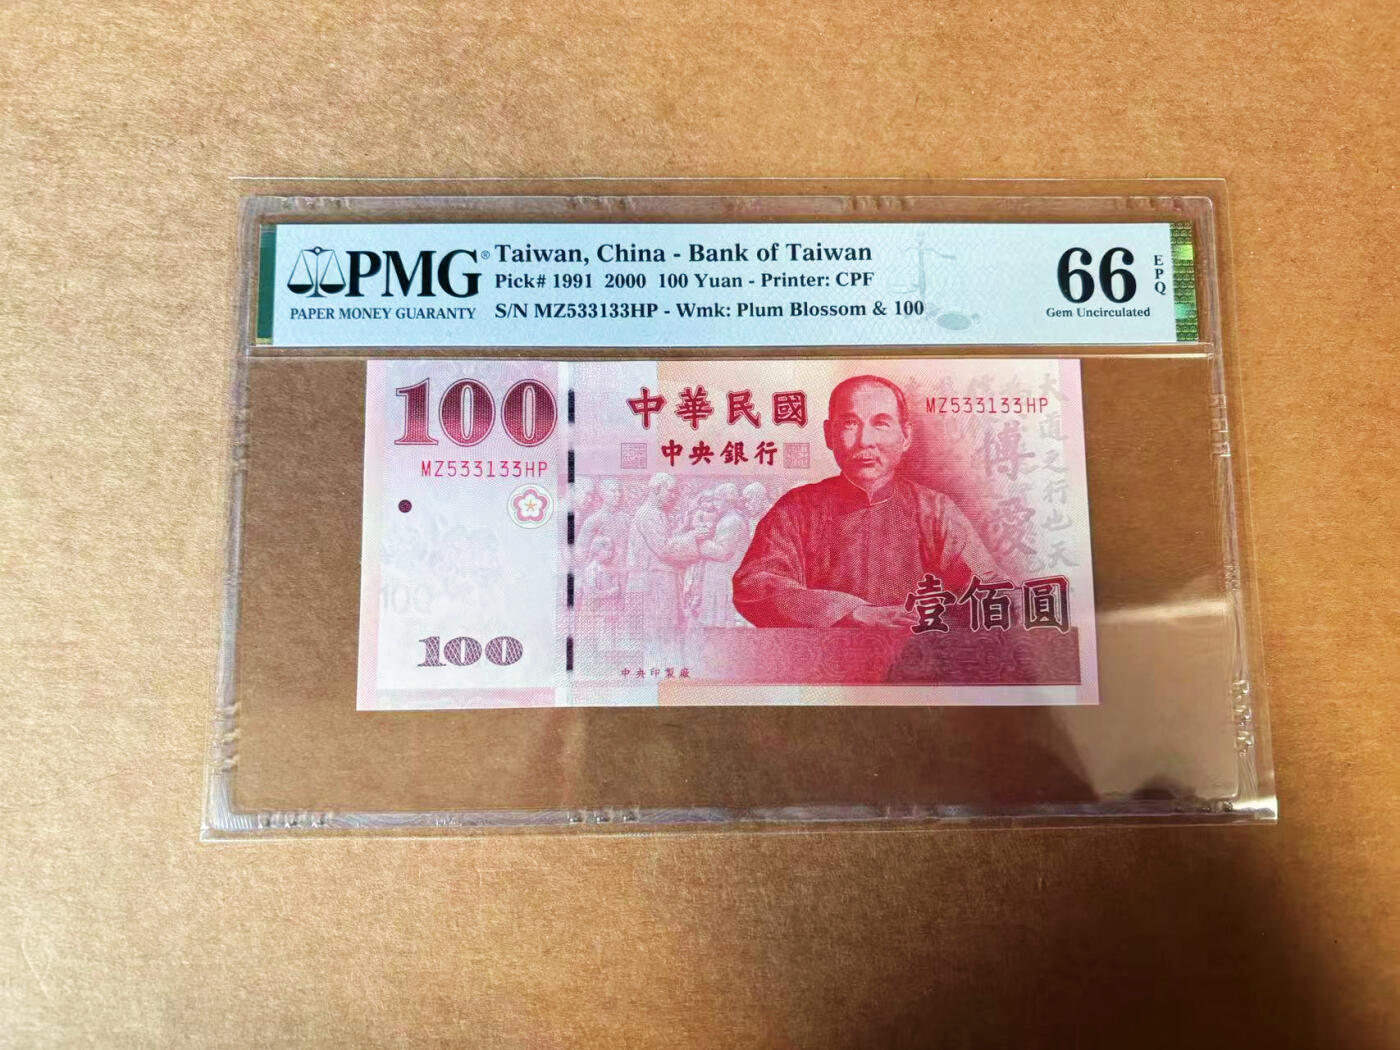 PMG®
PAPER MONEY GUARANTY
Taiwan, China - Bank of Taiwan
Pick# 1991 2000 100 Yuan - Printer: CPF
S/N MZ533133HP - Wmk: Plum Blossom & 100
66
EPQ
Gem Uncirculated
100
中華民國
MZ533133HP
中央銀行
MZ533133HP
博愛
大道之行也天
壹佰圓
100
100
中央印製廠